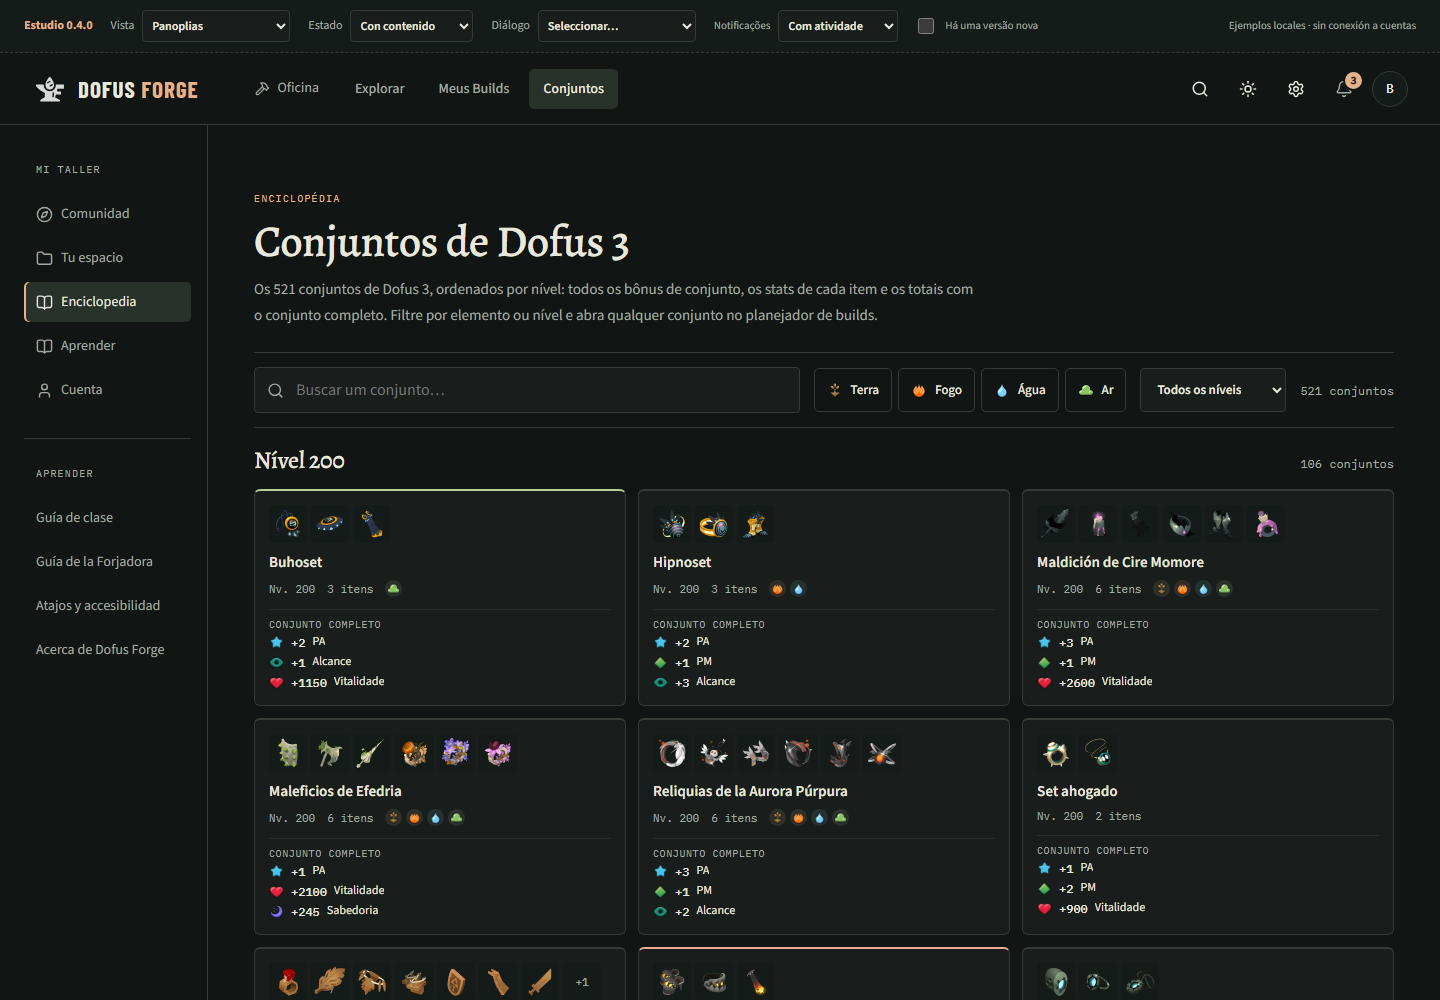 Estudio 0.4.0 Vista Panoplias Estado Con contenido Diálogo Seleccionar... Notificações Com atividade Há uma versão nova Ejemplos locales · sin conexión a cuentas
DOFUS FORGE Oficina Explorar Meus Builds Conjuntos 3 B
MI TALLER
Comunidad
Tu espacio
Enciclopedia
Aprender
Cuenta
APRENDER
Guía de clase
Guía de la Forjadora
Atajos y accesibilidad
Acerca de Dofus Forge
ENCICLOPÉDIA
Conjuntos de Dofus 3
Os 521 conjuntos de Dofus 3, ordenados por nível: todos os bônus de conjunto, os stats de cada item e os totais com
o conjunto completo. Filtre por elemento ou nível e abra qualquer conjunto no planejador de builds.
Buscar um conjunto… Terra Fogo Água Ar Todos os níveis 521 conjuntos
Nível 200 106 conjuntos
Buhoset
Nv. 200 3 itens
CONJUNTO COMPLETO
+2 PA
+1 Alcance
+1150 Vitalidade
Hipnoset
Nv. 200 3 itens
CONJUNTO COMPLETO
+2 PA
+1 PM
+3 Alcance
Maldición de Cire Momore
Nv. 200 6 itens
CONJUNTO COMPLETO
+3 PA
+1 PM
+2600 Vitalidade
Maleficios de Efedria
Nv. 200 6 itens
CONJUNTO COMPLETO
+1 PA
+2100 Vitalidade
+245 Sabedoria
Reliquias de la Aurora Púrpura
Nv. 200 6 itens
CONJUNTO COMPLETO
+3 PA
+1 PM
+2 Alcance
Set ahogado
Nv. 200 2 itens
CONJUNTO COMPLETO
+1 PA
+2 PM
+900 Vitalidade
+1